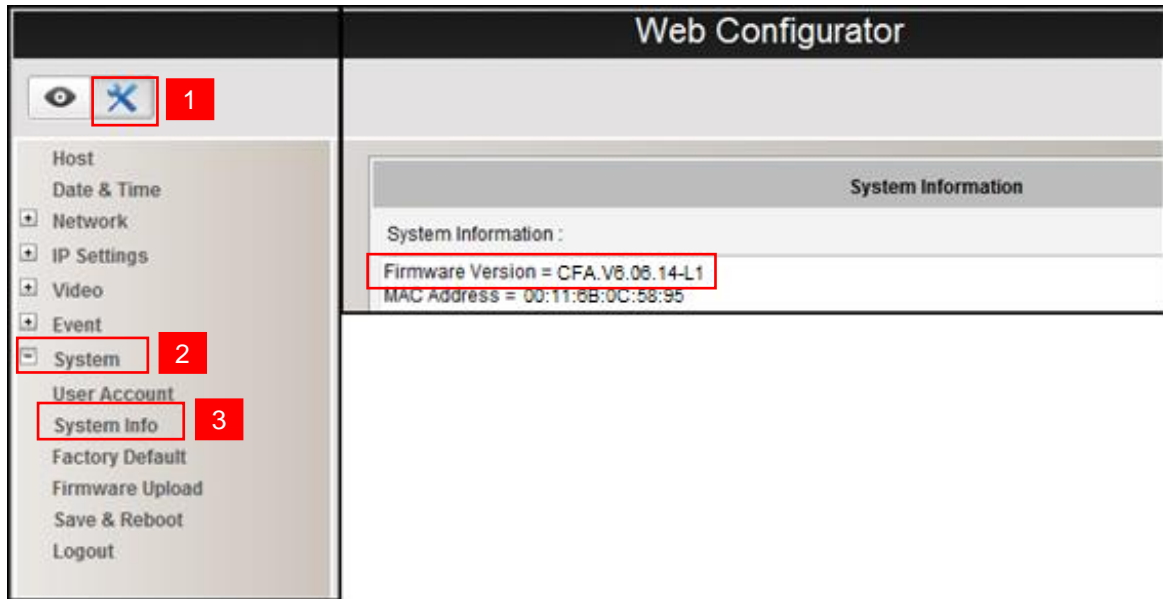 Web Configurator
1
Host
Date & Time
Network
IP Settings
Video
Event
System
2
User Account
System Info
3
Factory Default
Firmware Upload
Save & Reboot
Logout
System Information
System Information :
Firmware Version = CFA.V6.06.14-L1
MAC Address = 00:11:6B:0C:58:95